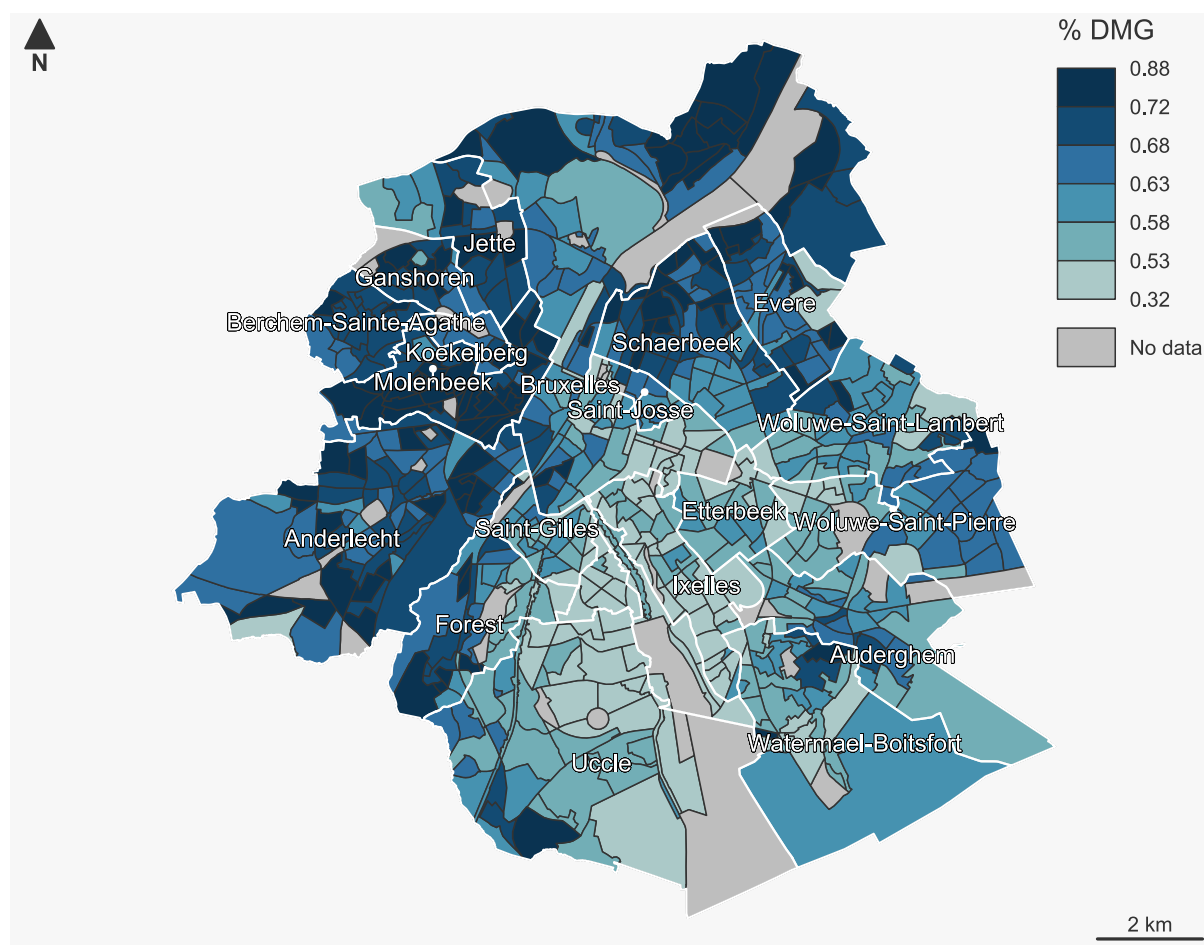 N
% DMG
0.88
0.72
0.68
0.63
0.58
0.53
0.32
No data
Jette
Ganshoren
Evere
Berchem-Sainte-Agathe
Koekelberg
Schaerbeek
Molenbeek
Bruxelles
Saint-Josse
Woluwe-Saint-Lambert
Etterbeek
Woluwe-Saint-Pierre
Saint-Gilles
Anderlecht
Ixelles
Forest
Auderghem
Watermael-Boitsfort
Uccle
2 km